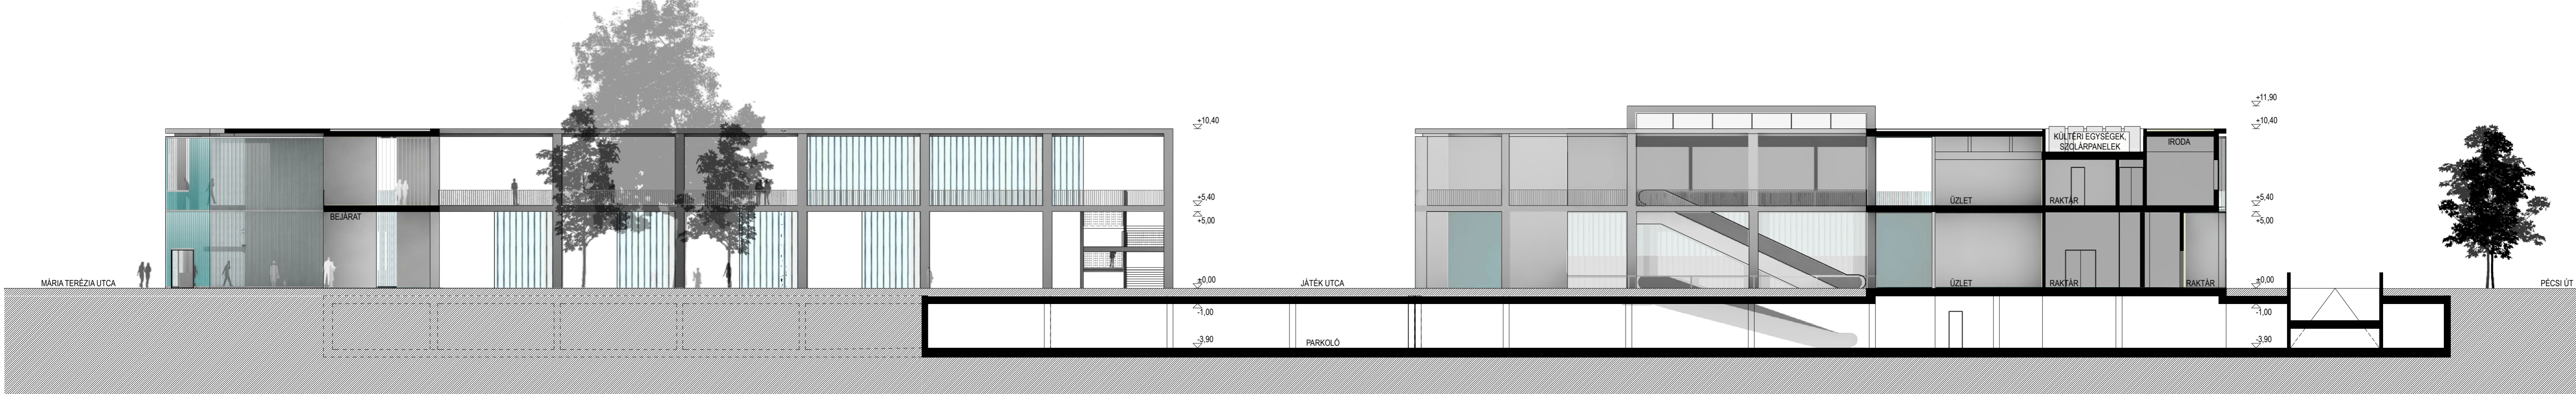 +11,90
+10,40
+10,40
KÜLTÉRI EGYSÉGEK,
SZOLÁRPANELEK
IRODA
+5,40
+5,00
ÜZLET
RAKTÁR
+5,40
+5,00
BEJÁRAT
MÁRIA TERÉZIA UTCA
±0,00
JÁTÉK UTCA
ÜZLET
RAKTÁR
RAKTÁR
±0,00
PÉCSI ÚT
-1,00
-1,00
-3,90
PARKOLÓ
-3,90